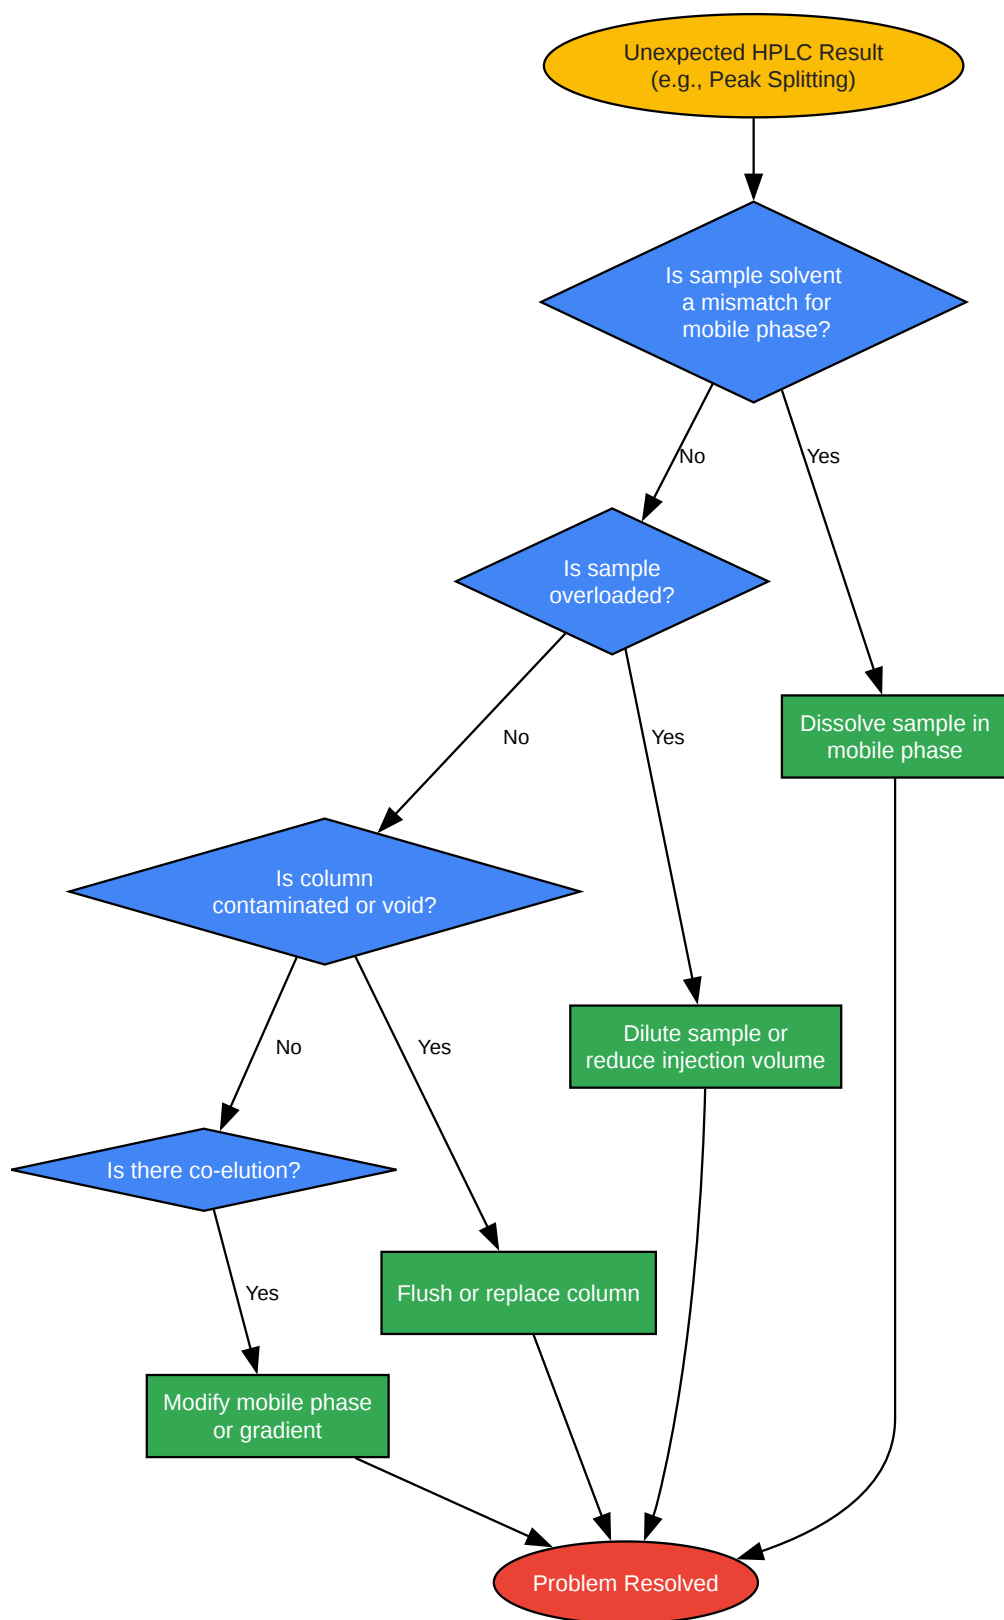 Unexpected HPLC Result
(e.g., Peak Splitting)
Is sample solvent
a mismatch for
mobile phase?
No
Yes
Is sample
overloaded?
No
Yes
Dissolve sample in
mobile phase
Is column
contaminated or void?
No
Yes
Dilute sample or
reduce injection volume
Is there co-elution?
Yes
Flush or replace column
Modify mobile phase
or gradient
Problem Resolved